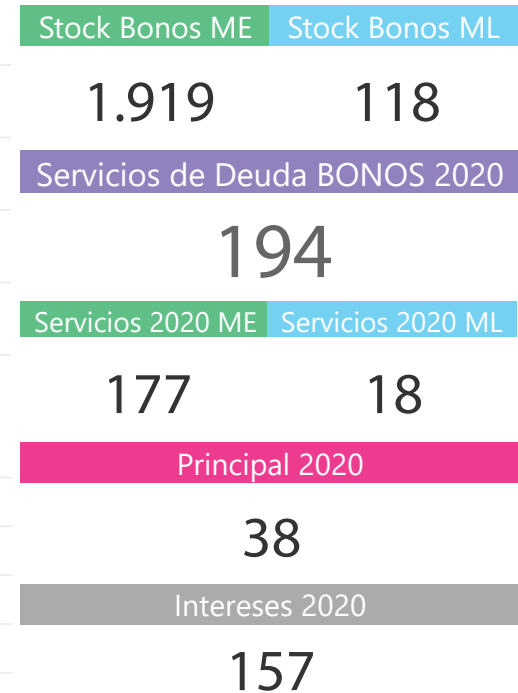 Stock Bonos ME Stock Bonos ML
1.919 118
Servicios de Deuda BONOS 2020
194
Servicios 2020 ME Servicios 2020 ML
177 18
Principal 2020
38
Intereses 2020
157